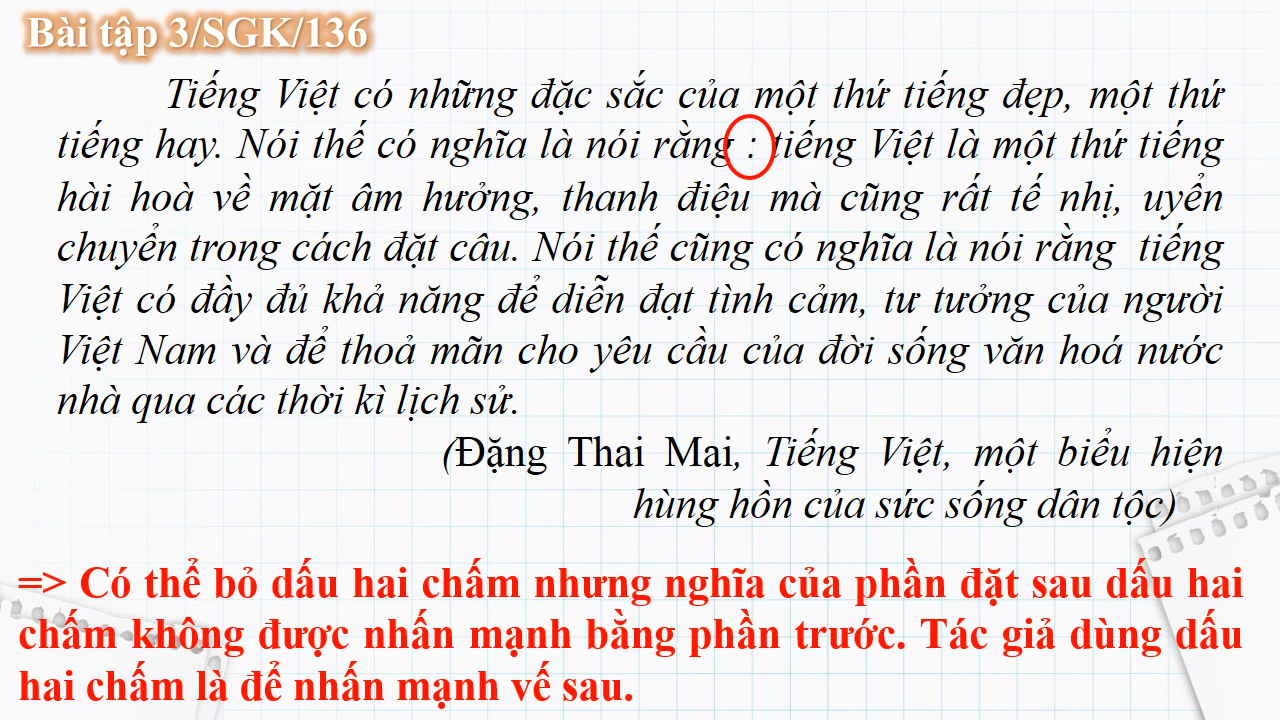 Bài tập 3/SGK/136
Tiếng Việt có những đặc sắc của một thứ tiếng đẹp, một thứ
tiếng hay. Nói thế có nghĩa là nói rằng : tiếng Việt là một thứ tiếng
hài hoà về mặt âm hưởng, thanh điệu mà cũng rất tế nhị, uyển
chuyển trong cách đặt câu. Nói thế cũng có nghĩa là nói rằng tiếng
Việt có đầy đủ khả năng để diễn đạt tình cảm, tư tưởng của người
Việt Nam và để thoả mãn cho yêu cầu của đời sống văn hoá nước
nhà qua các thời kì lịch sử.
(Đặng Thai Mai, Tiếng Việt, một biểu hiện
hùng hồn của sức sống dân tộc)
=> Có thể bỏ dấu hai chấm nhưng nghĩa của phần đặt sau dấu hai
chấm không được nhấn mạnh bằng phần trước. Tác giả dùng dấu
hai chấm là để nhấn mạnh vế sau.